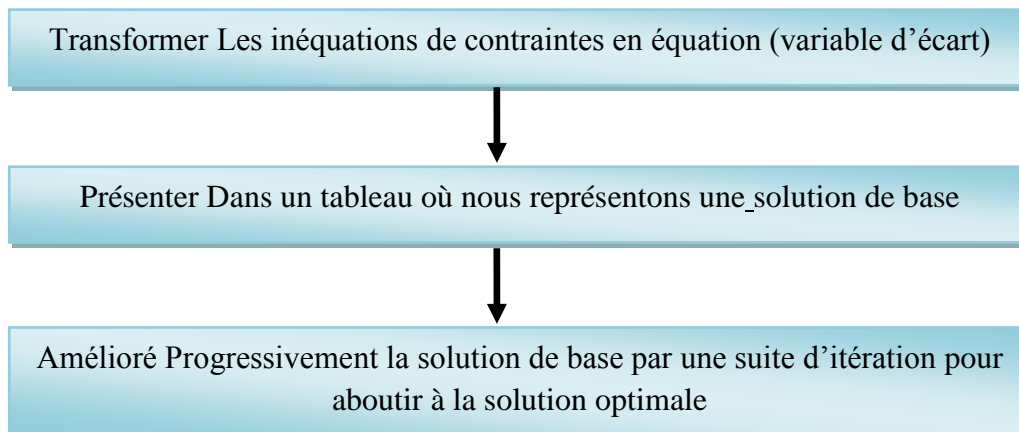 Transformer Les inéquations de contraintes en équation (variable d’écart)
Présenter Dans un tableau où nous représentons une solution de base
Amélioré Progressivement la solution de base par une suite d’itération pour
aboutir à la solution optimale